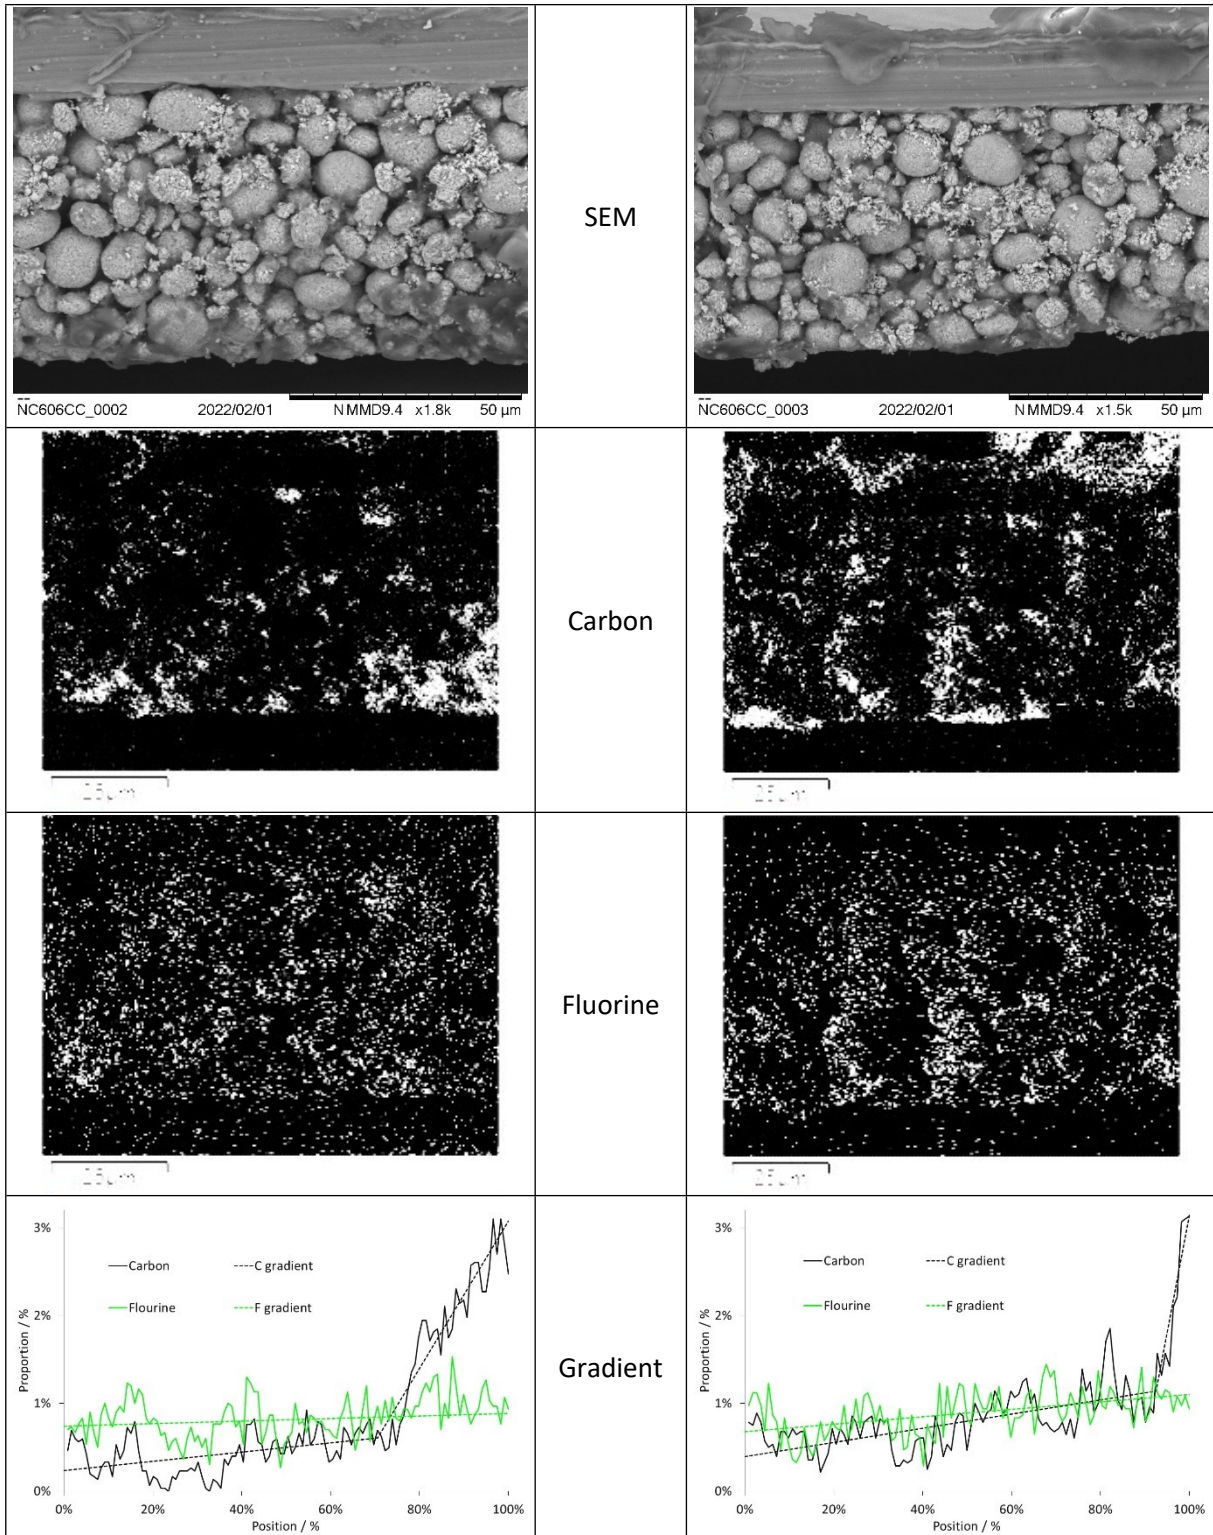 SEM
NC606CC_0002 2022/02/01 NMMD9.4 x1.8k 50 µm
NC606CC_0003 2022/02/01 NMMD9.4 x1.5k 50 µm
Carbon
Fluorine
Gradient
3%
2%
1%
0%
Proportion / %
Carbon
C gradient
Flourine
F gradient
0% 20% 40% 60% 80% 100%
Position / %
3%
2%
1%
0%
Proportion / %
Carbon
C gradient
Flourine
F gradient
0% 20% 40% 60% 80% 100%
Position / %